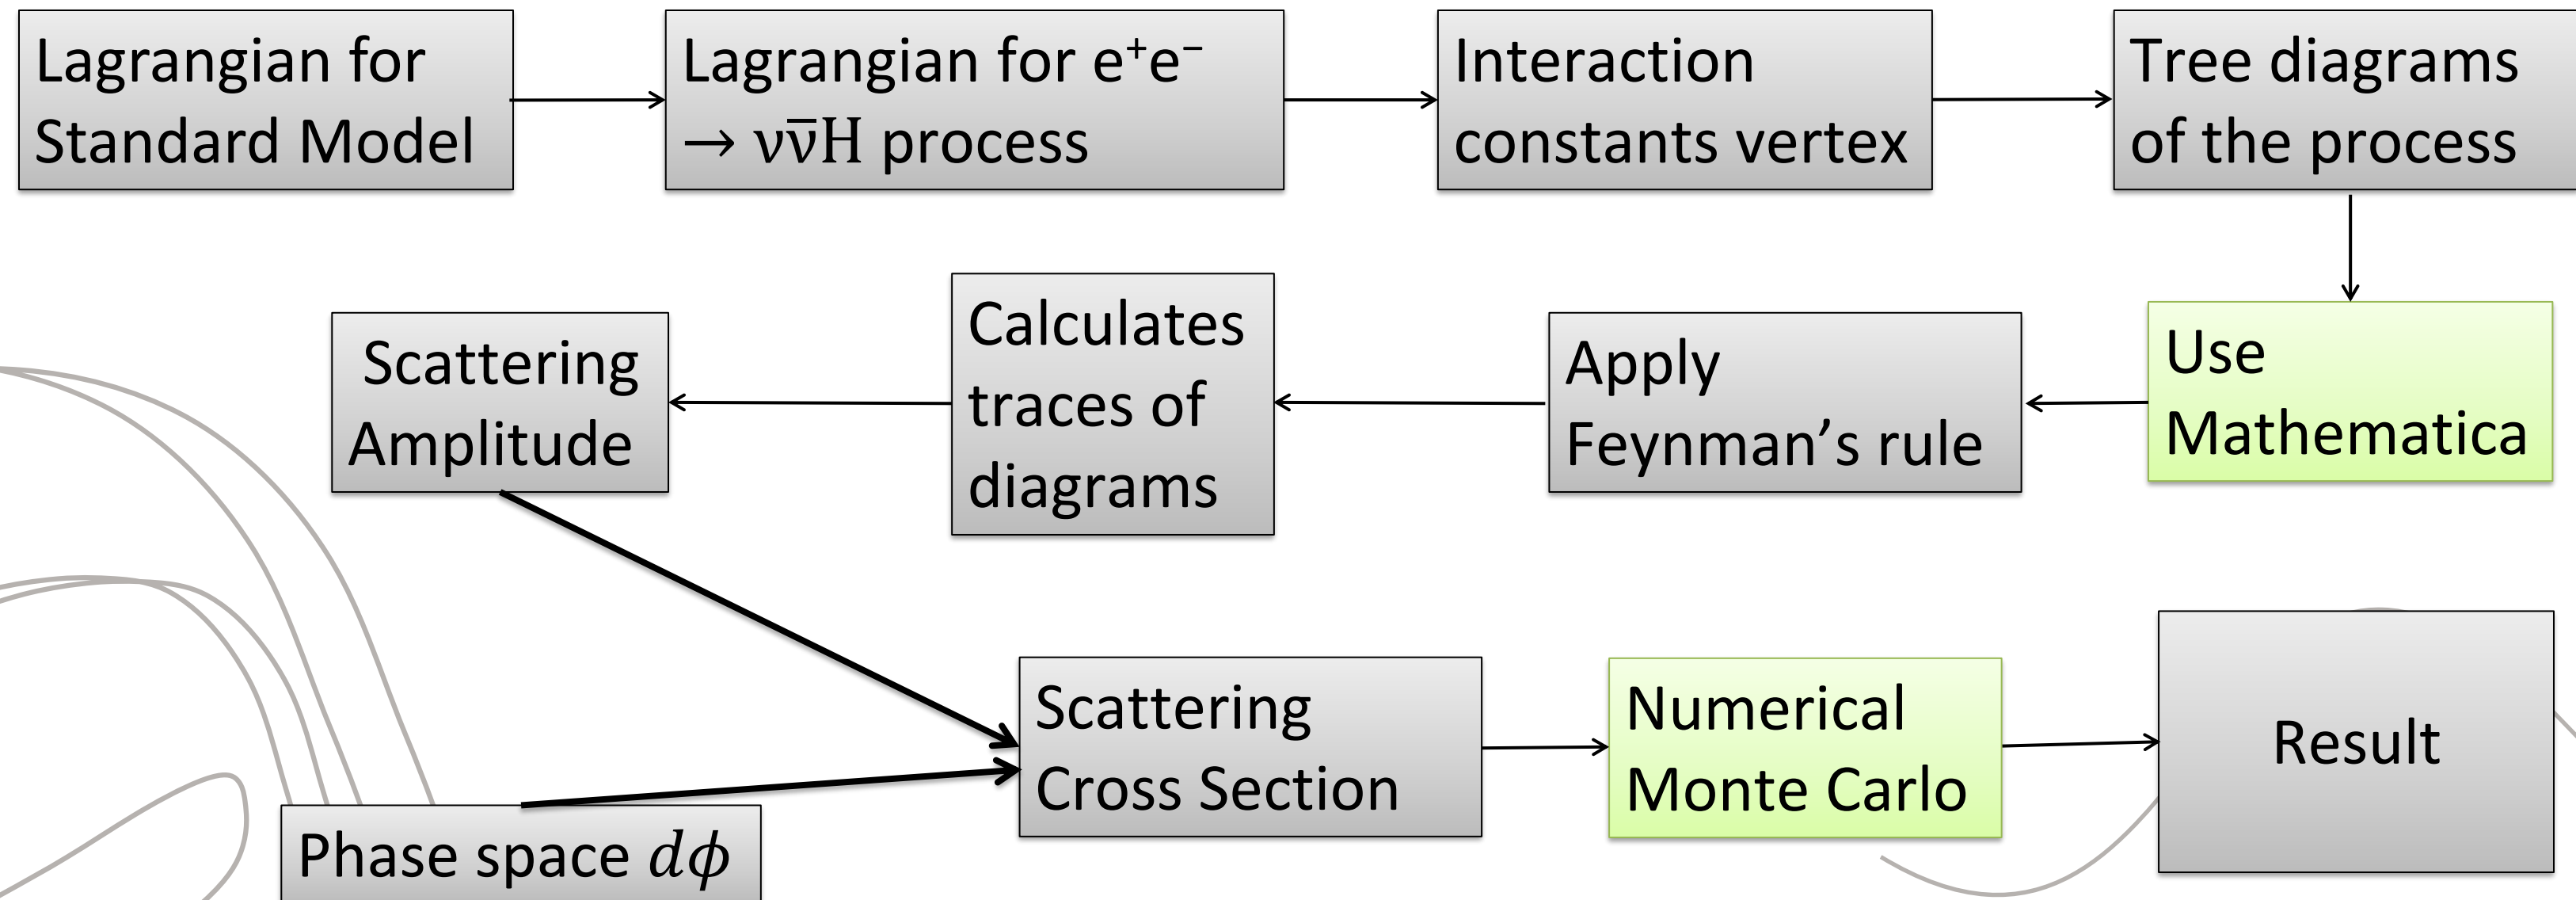 Lagrangian for
Standard Model
Lagrangian for e⁺e⁻
→ νν̅H process
Interaction
constants vertex
Tree diagrams
of the process
Use
Mathematica
Apply
Feynman’s rule
Calculates
traces of
diagrams
Scattering
Amplitude
Phase space dϕ
Scattering
Cross Section
Numerical
Monte Carlo
Result